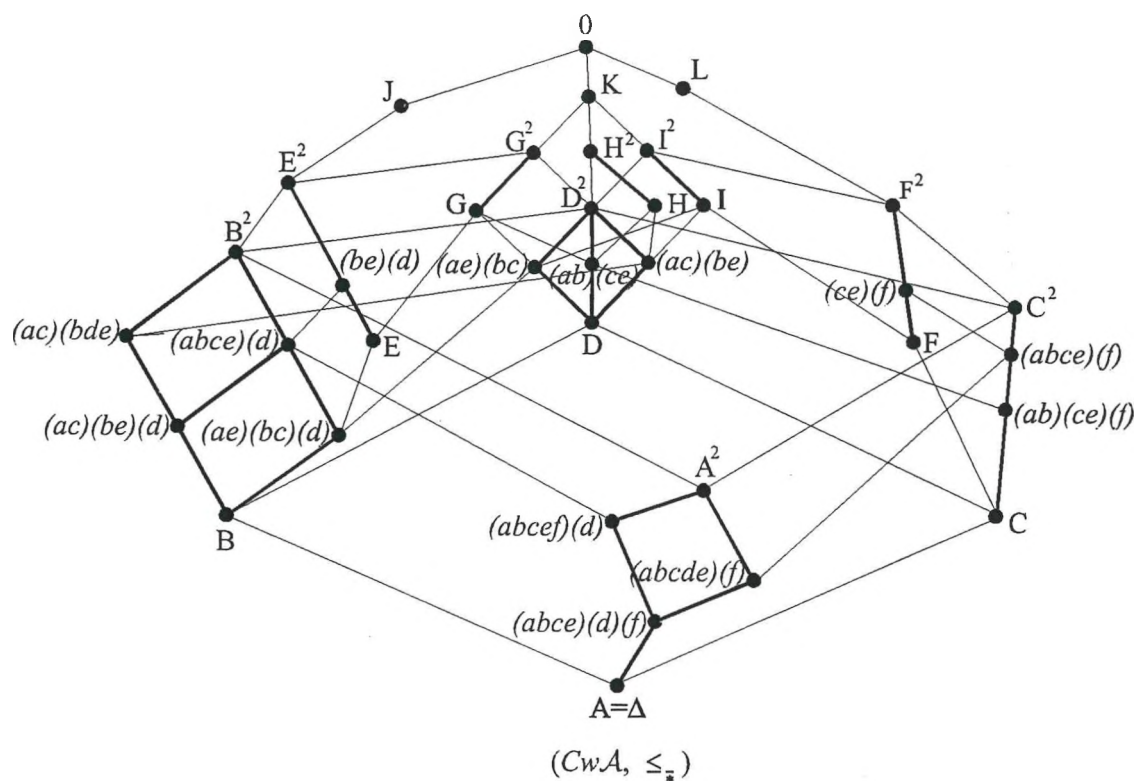 0
K
L
J
G²
H²
I²
E²
F²
G
D²
H
I
B²
(be)(d)
(ae)(bc)
(ab)(ce)
(ac)(be)
(ce)(f)
C²
(ac)(bde)
(abce)(d)
E
D
F
(abce)(f)
(ab)(ce)(f)
(ac)(be)(d)
(ae)(bc)(d)
A²
B
(abcef)(d)
C
(abcde)(f)
(abce)(d)(f)
A=Δ
(CwA, ≤*̄)